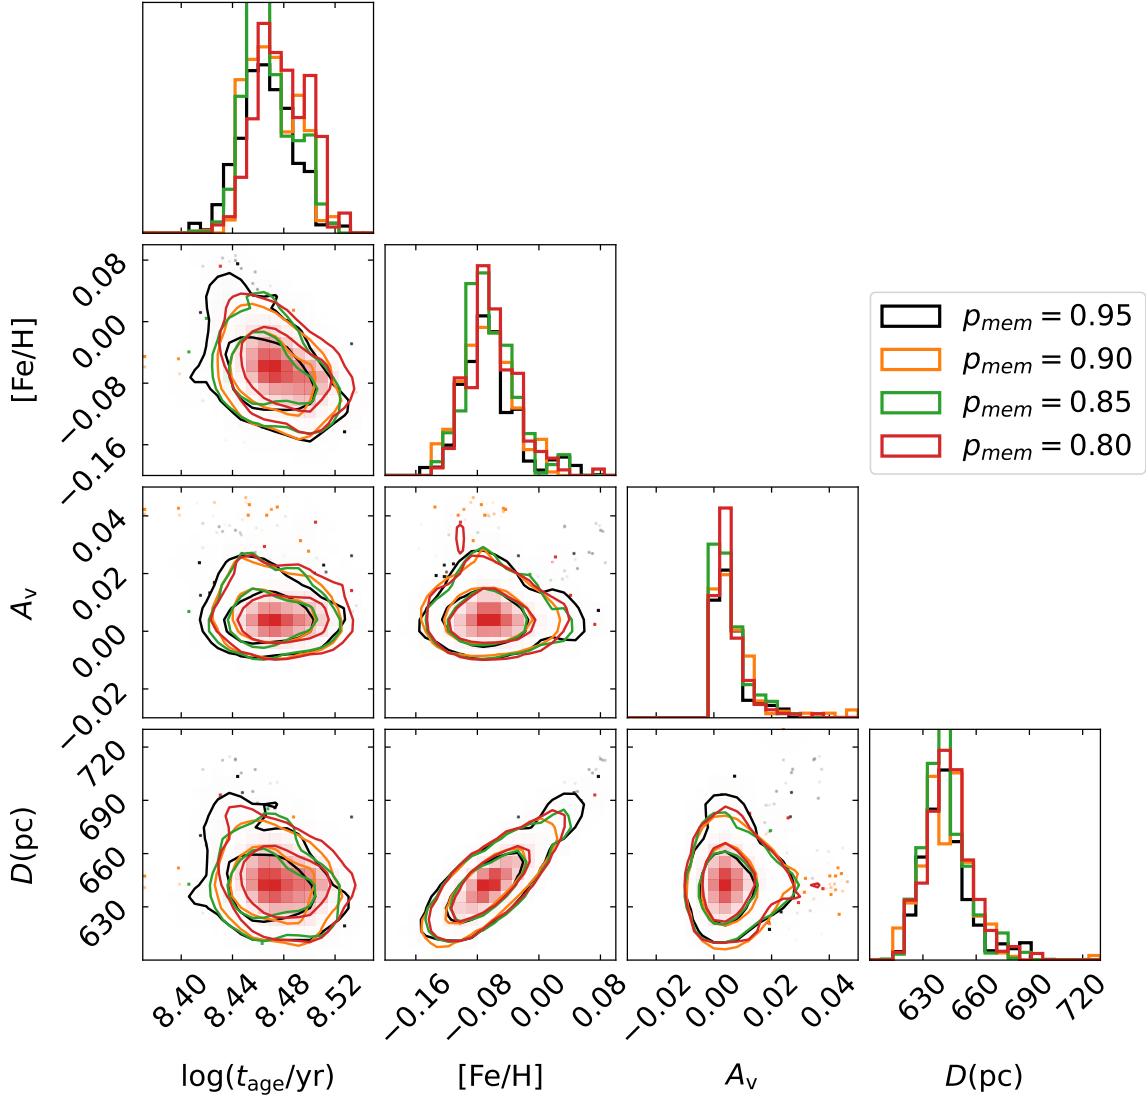 0.08
0.00
−0.08
−0.16
[Fe/H]
p_mem = 0.95
p_mem = 0.90
p_mem = 0.85
p_mem = 0.80
0.04
0.02
0.00
−0.02
A_v
720
690
660
630
D(pc)
8.40 8.44 8.48 8.52
−0.16 −0.08 0.00 0.08
−0.02 0.00 0.02 0.04
630 660 690 720
log(t_age/yr) [Fe/H] A_v D(pc)